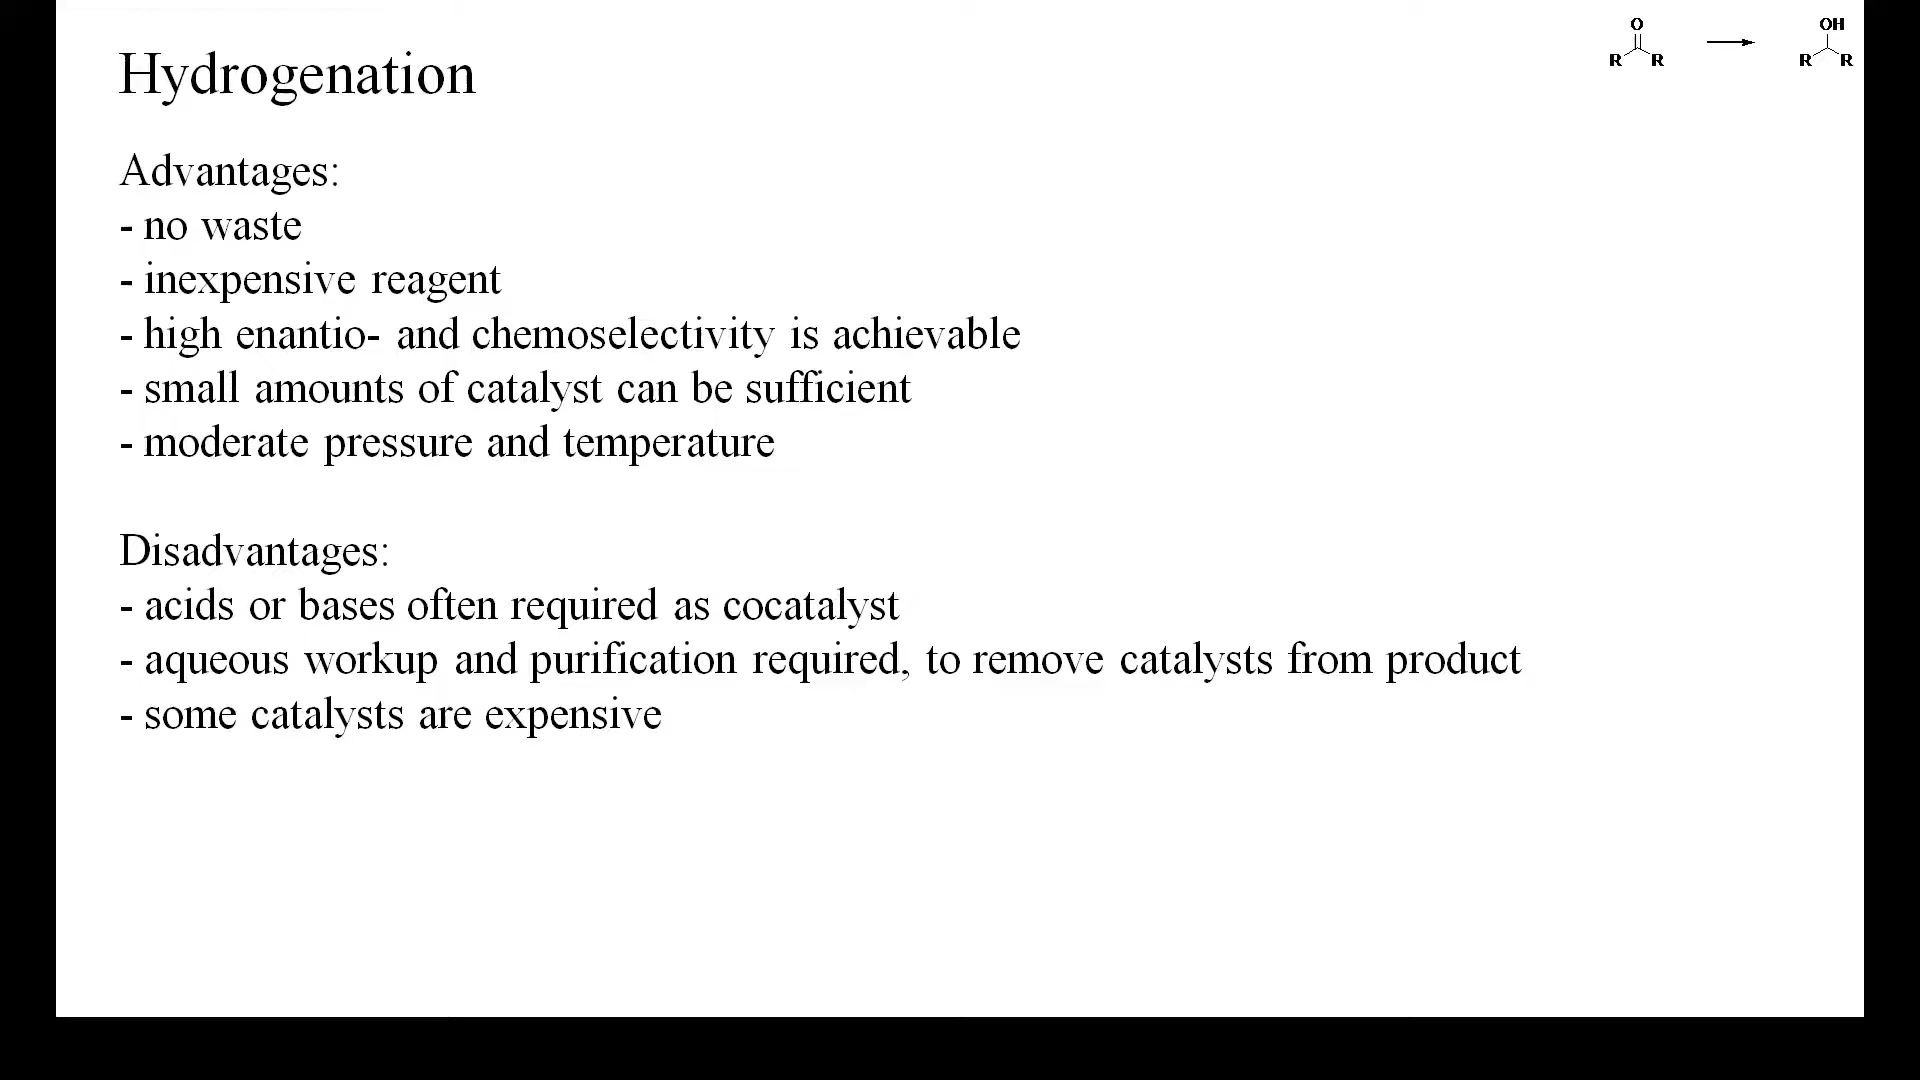 O OH
R R R R
Hydrogenation
Advantages:
- no waste
- inexpensive reagent
- high enantio- and chemoselectivity is achievable
- small amounts of catalyst can be sufficient
- moderate pressure and temperature
Disadvantages:
- acids or bases often required as cocatalyst
- aqueous workup and purification required, to remove catalysts from product
- some catalysts are expensive